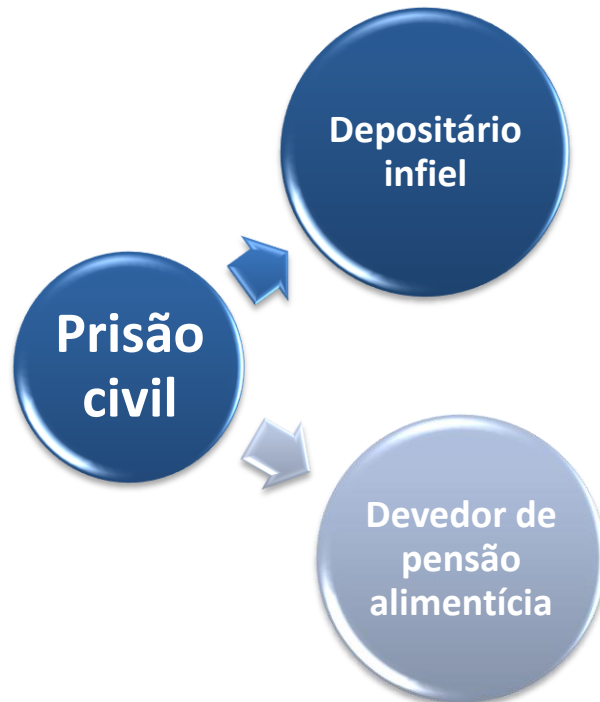 Depositário
infiel
Prisão
civil
Devedor de
pensão
alimentícia